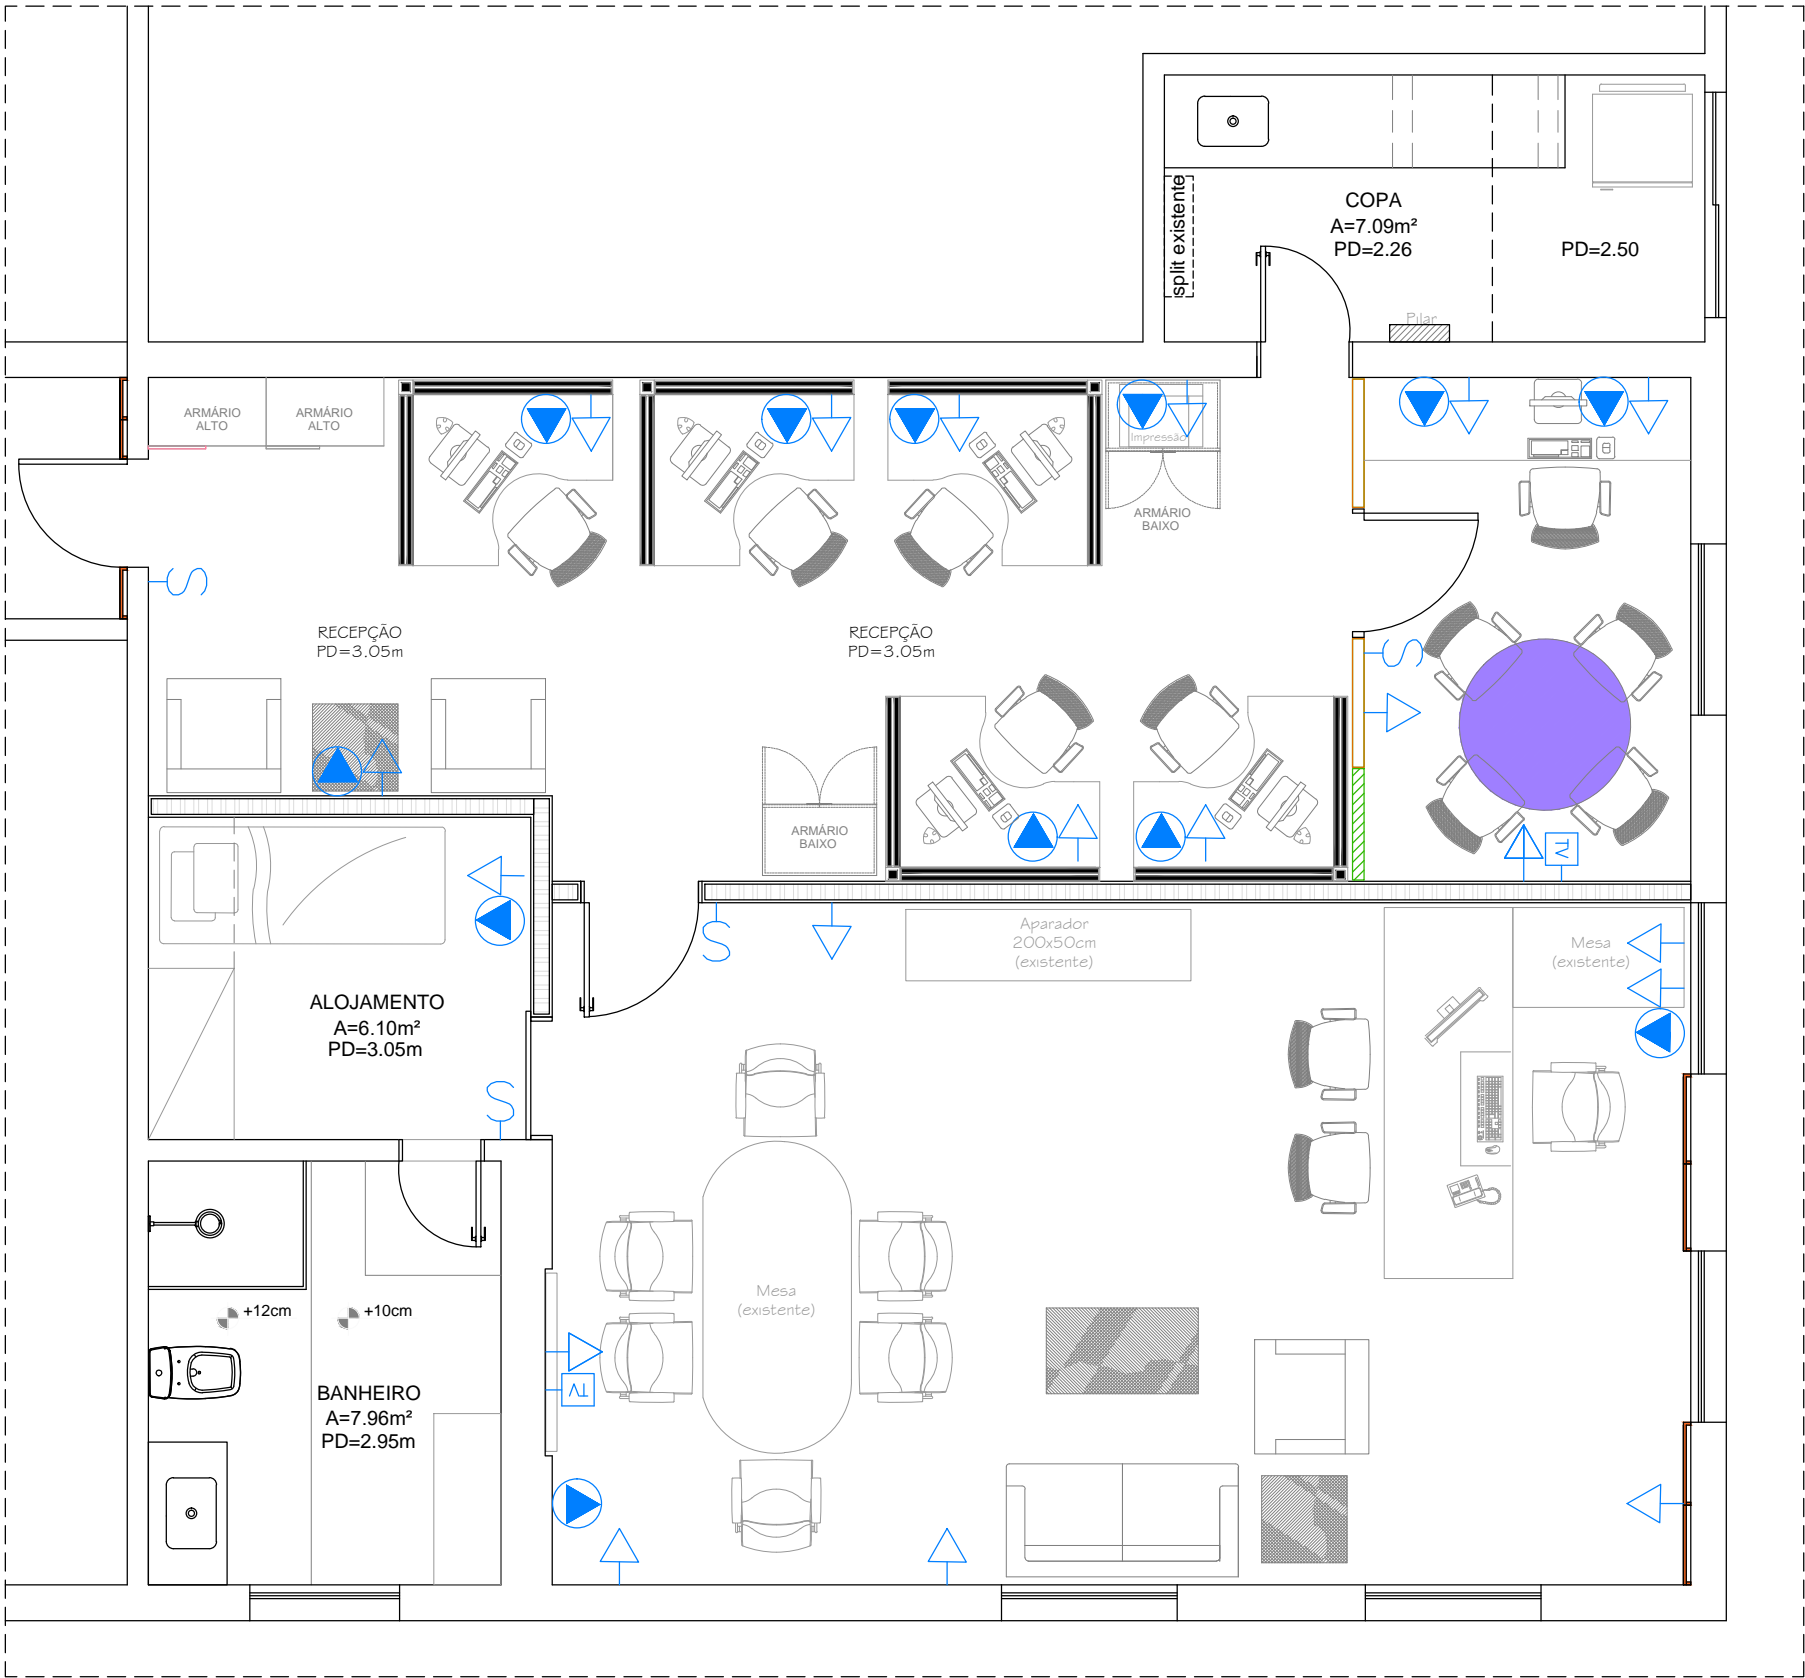 COPA
A=7.09m²
PD=2.26
PD=2.50
split existente
Pilar
ARMÁRIO
ALTO
ARMÁRIO
ALTO
Impressão
ARMÁRIO
BAIXO
S
RECEPÇÃO
PD=3.05m
RECEPÇÃO
PD=3.05m
S
ARMÁRIO
BAIXO
TV
S
Aparador
200x50cm
(existente)
Mesa
(existente)
ALOJAMENTO
A=6.10m²
PD=3.05m
S
+12cm
+10cm
Mesa
(existente)
BANHEIRO
A=7.96m²
PD=2.95m
TV